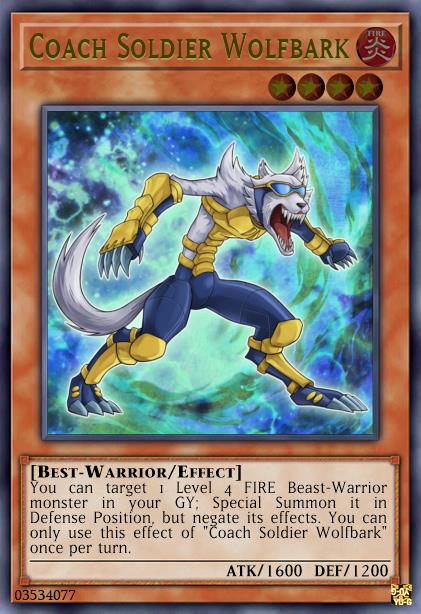 COACH SOLDIER WOLFBARK
FIRE
炎
[BEST-WARRIOR/EFFECT]
You can target 1 Level 4 FIRE Beast-Warrior
monster in your GY; Special Summon it in
Defense Position, but negate its effects. You can
only use this effect of "Coach Soldier Wolfbark"
once per turn.
ATK/1600 DEF/1200
03534077